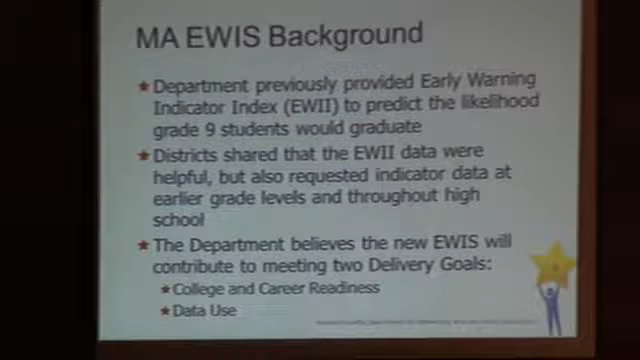 MA EWIS Background
Department previously provided Early Warning
Indicator Index (EWII) to predict the likelihood
grade 9 students would graduate
Districts shared that the EWII data were
helpful, but also requested indicator data at
earlier grade levels and throughout high
school
The Department believes the new EWIS will
contribute to meeting two Delivery Goals:
College and Career Readiness
Data Use